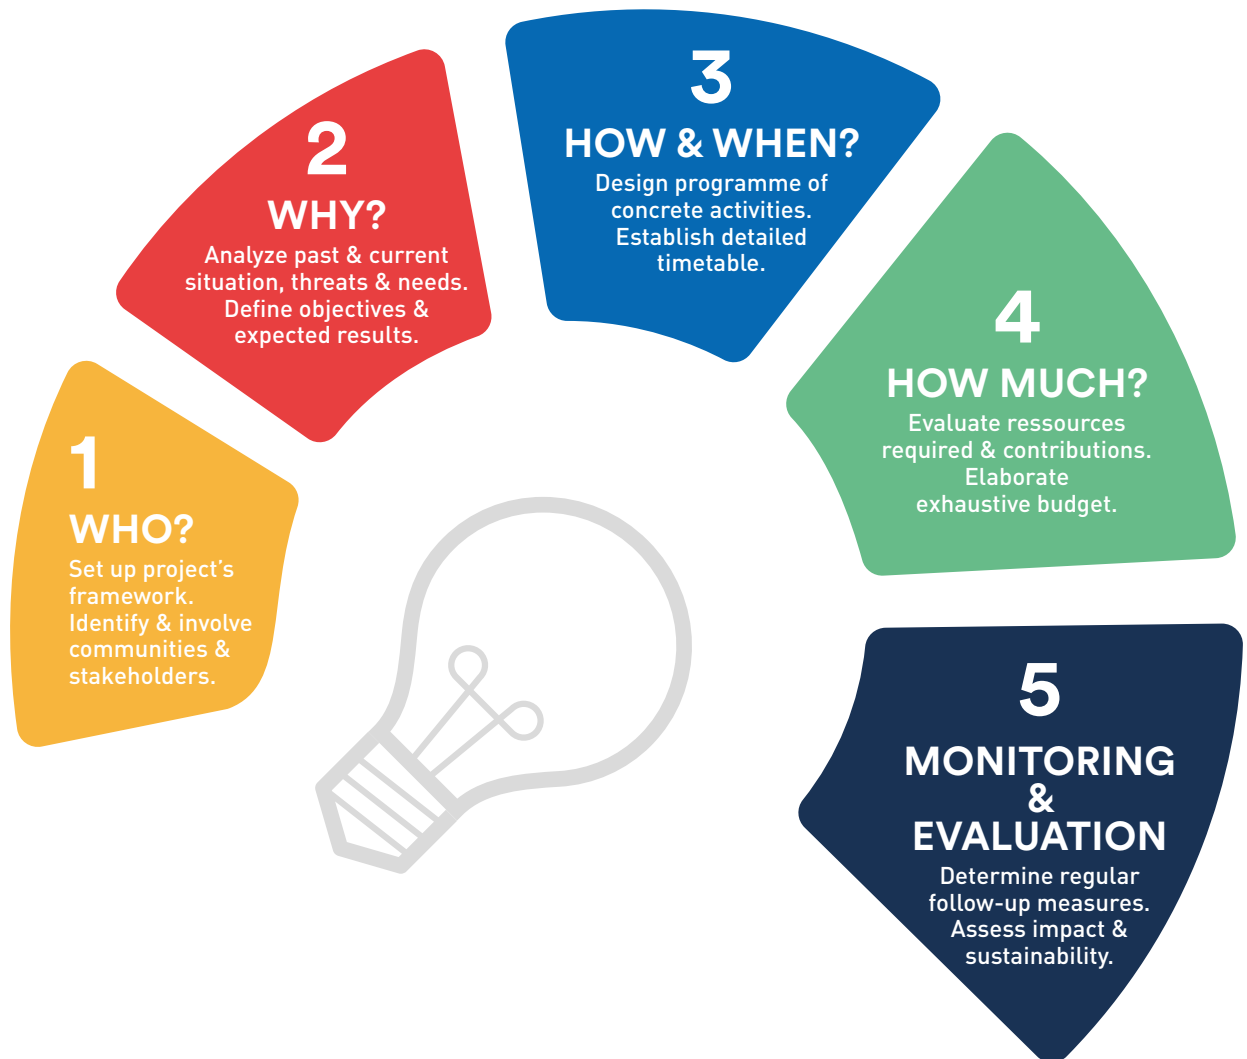 1
WHO?
Set up project's
framework.
Identify & involve
communities &
stakeholders.
2
WHY?
Analyze past & current
situation, threats & needs.
Define objectives &
expected results.
3
HOW & WHEN?
Design programme of
concrete activities.
Establish detailed
timetable.
4
HOW MUCH?
Evaluate ressources
required & contributions.
Elaborate
exhaustive budget.
5
MONITORING
&
EVALUATION
Determine regular
follow-up measures.
Assess impact &
sustainability.